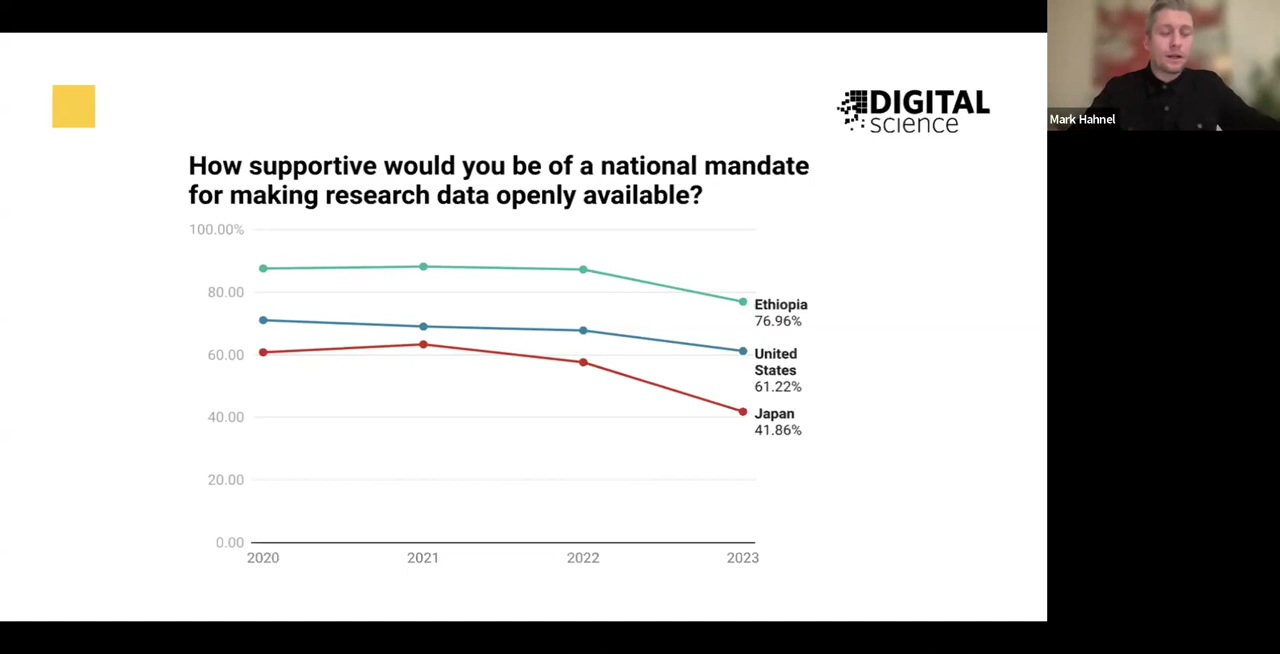 DIGITAL
science
Mark Hahnel
How supportive would you be of a national mandate
for making research data openly available?
100.00%
80.00
60.00
40.00
20.00
0.00
Ethiopia
76.96%
United
States
61.22%
Japan
41.86%
2020 2021 2022 2023